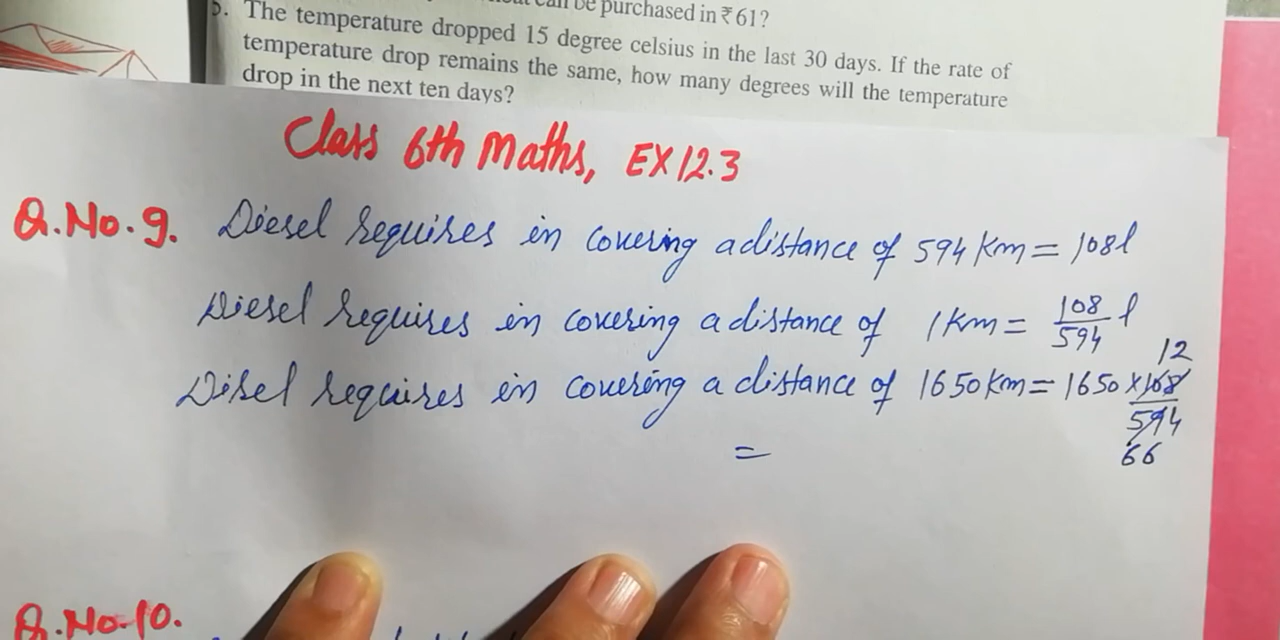 be purchased in ₹61?
5. The temperature dropped 15 degree celsius in the last 30 days. If the rate of
temperature drop remains the same, how many degrees will the temperature
drop in the next ten days?
Class 6th Maths, EX 12.3
Q.No.9. Diesel requires in covering a distance of 594 km = 108 l
Diesel requires in covering a distance of 1 km = 108/594 l
12
Disel requires in covering a distance of 1650 km = 1650 × 108/594
= 66
Q.No.10.